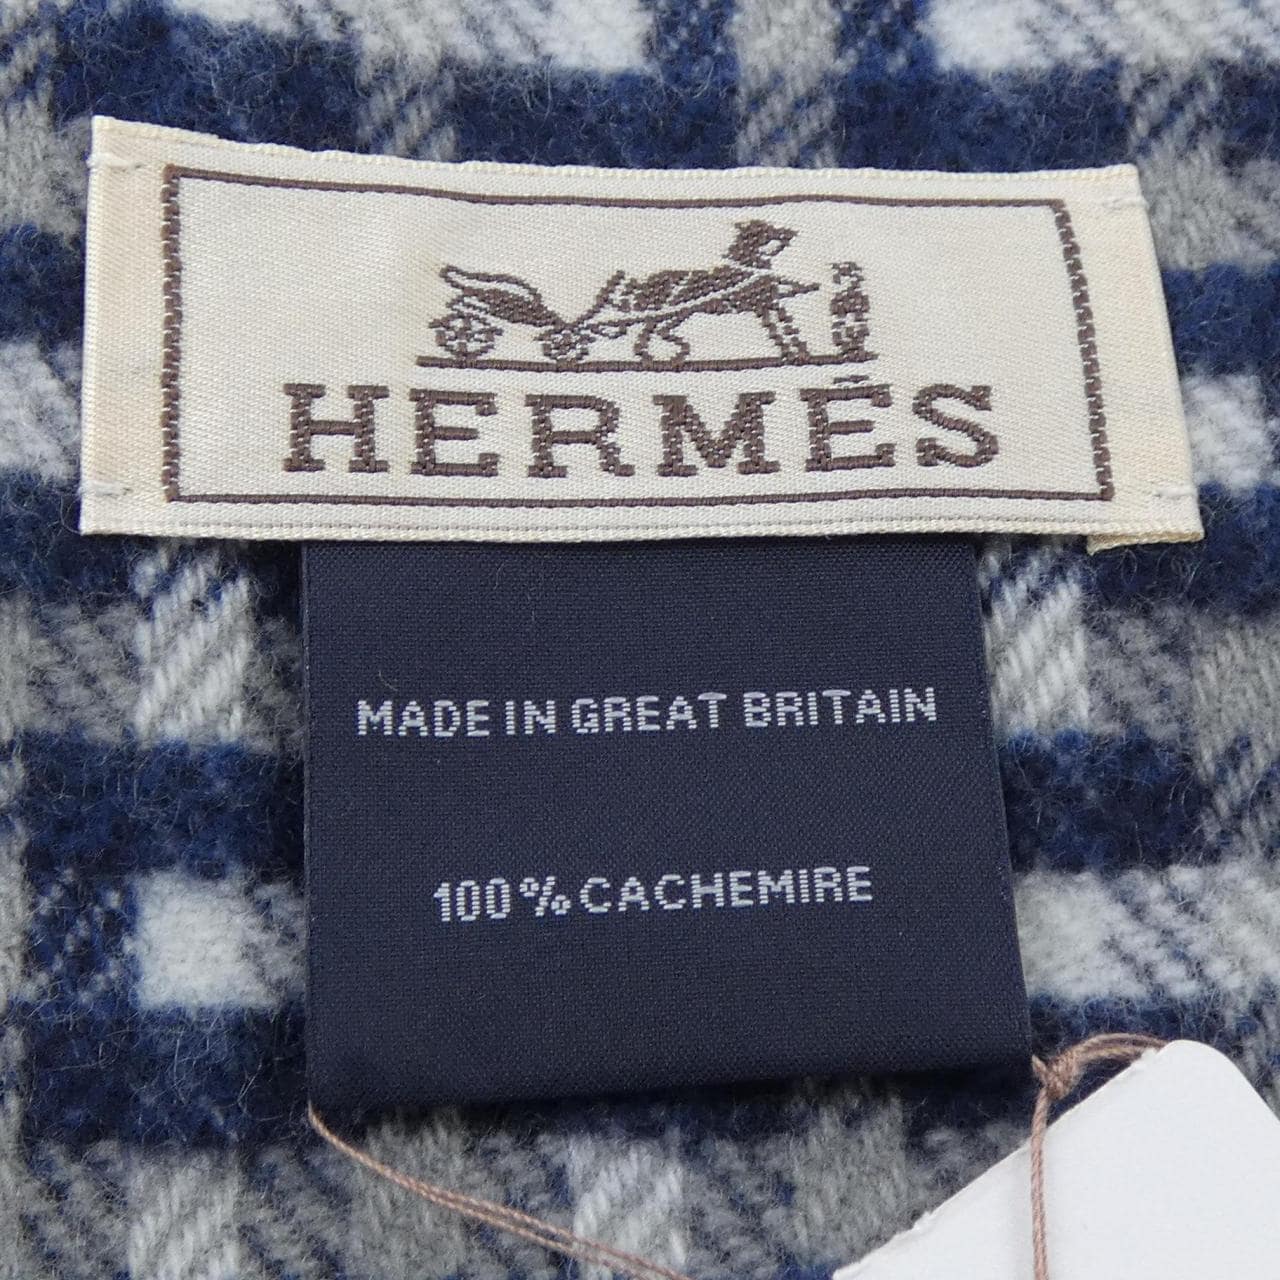 HERMÈS
MADE IN GREAT BRITAIN
100% CACHEMIRE